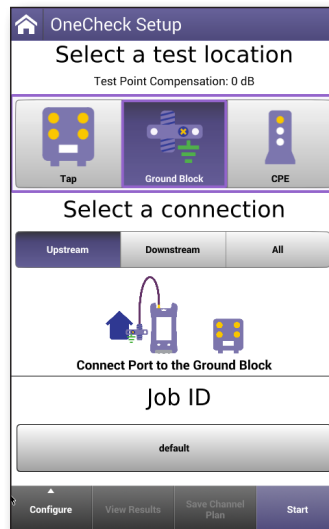 OneCheck Setup
Select a test location
Test Point Compensation: 0 dB
Tap
Ground Block
CPE
Select a connection
Upstream
Downstream
All
Connect Port to the Ground Block
Job ID
default
Configure
View Results
Save Channel
Plan
Start